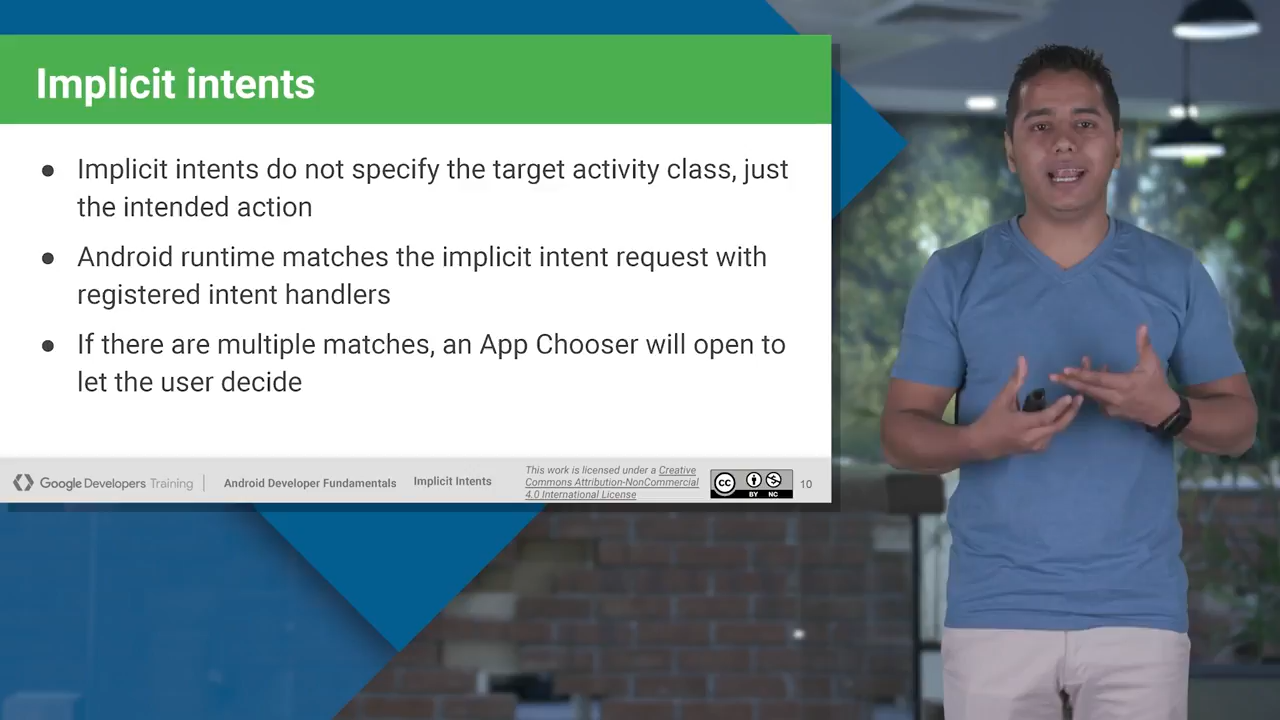 Implicit intents
● Implicit intents do not specify the target activity class, just
the intended action
● Android runtime matches the implicit intent request with
registered intent handlers
● If there are multiple matches, an App Chooser will open to
let the user decide
Google Developers Training
Android Developer Fundamentals
Implicit Intents
This work is licensed under a Creative
Commons Attribution-NonCommercial
4.0 International License
CC BY NC
10